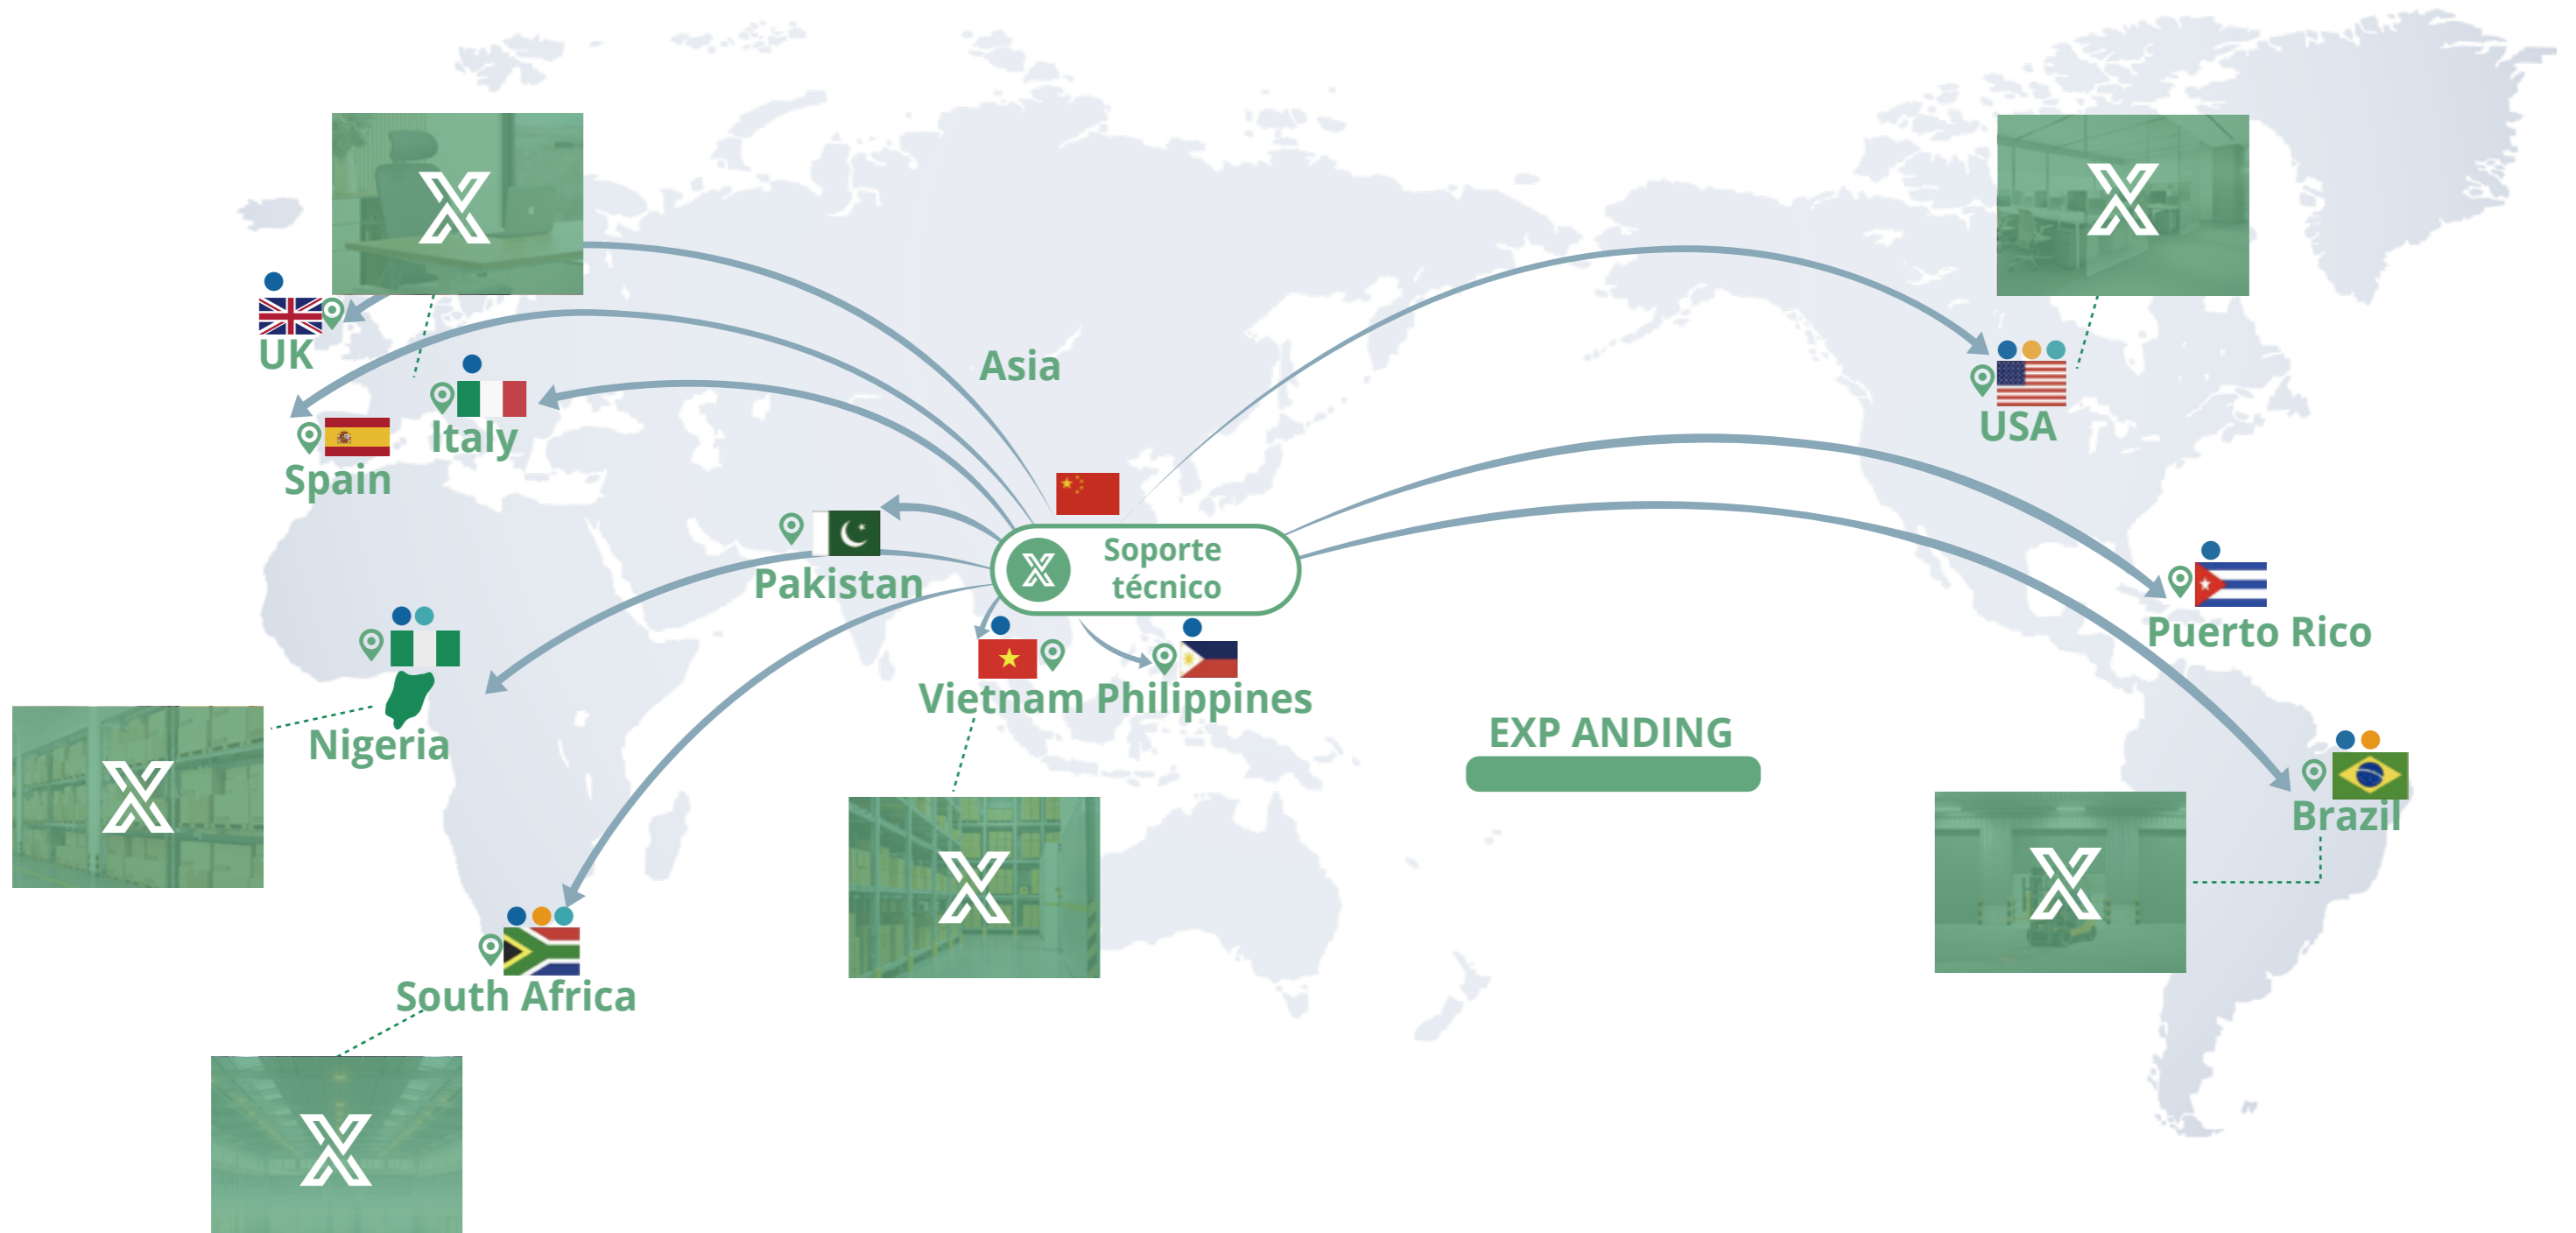 UK
Asia
Italy
USA
Spain
Soporte
técnico
Pakistan
Puerto Rico
Vietnam
Philippines
EXP ANDING
Nigeria
Brazil
South Africa